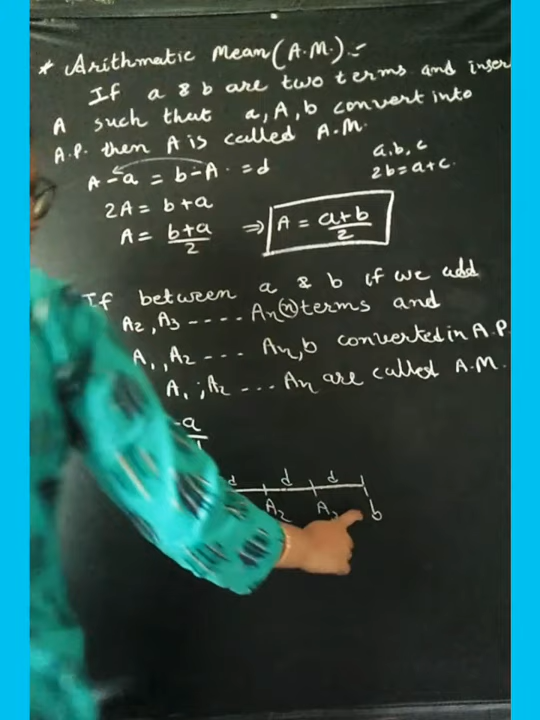 * Arithmatic Mean (A.M.) :-
If a & b are two terms and inser
A such that a, A, b convert into
A.P. then A is called A.M.
A - a = b - A = d
a, b, c
2b = a + c
2A = b + a
A = b+a/2 ⇒ A = a+b/2
If between a & b if we add
A2, A3 ---- An (n) terms and
A1, A2 --- An, b converted in A.P.
A1, A2 --- An are called A.M.
-a
d d d
A2 b